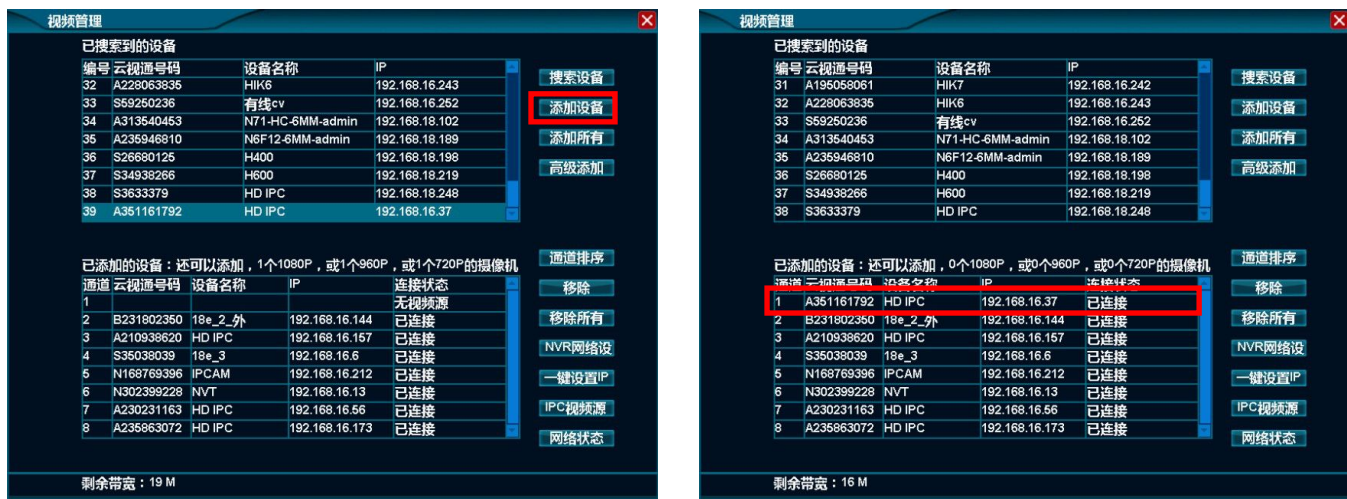 视频管理
已搜索到的设备
编号 云视通号码 设备名称 IP
32 A228063835 HIK6 192.168.16.243
33 S59250236 有线cv 192.168.16.252
34 A313540453 N71-HC-6MM-admin 192.168.18.102
35 A235946810 N6F12-6MM-admin 192.168.18.189
36 S26680125 H400 192.168.18.198
37 S34938266 H600 192.168.18.219
38 S3633379 HD IPC 192.168.18.248
39 A351161792 HD IPC 192.168.16.37
搜索设备
添加设备
添加所有
高级添加
已添加的设备：还可以添加，1个1080P，或1个960P，或1个720P的摄像机
通道 云视通号码 设备名称 IP 连接状态
1 无视频源
2 B231802350 18e_2_外 192.168.16.144 已连接
3 A210938620 HD IPC 192.168.16.157 已连接
4 S35038039 18e_3 192.168.16.6 已连接
5 N168769396 IPCAM 192.168.16.212 已连接
6 N302399228 NVT 192.168.16.13 已连接
7 A230231163 HD IPC 192.168.16.56 已连接
8 A235863072 HD IPC 192.168.16.173 已连接
通道排序
移除
移除所有
NVR网络设
一键设置IP
IPC视频源
网络状态
剩余带宽：19 M
视频管理
已搜索到的设备
编号 云视通号码 设备名称 IP
31 A195058061 HIK7 192.168.16.242
32 A228063835 HIK6 192.168.16.243
33 S59250236 有线cv 192.168.16.252
34 A313540453 N71-HC-6MM-admin 192.168.18.102
35 A235946810 N6F12-6MM-admin 192.168.18.189
36 S26680125 H400 192.168.18.198
37 S34938266 H600 192.168.18.219
38 S3633379 HD IPC 192.168.18.248
搜索设备
添加设备
添加所有
高级添加
已添加的设备：还可以添加，0个1080P，或0个960P，或0个720P的摄像机
通道 云视通号码 设备名称 IP 连接状态
1 A351161792 HD IPC 192.168.16.37 已连接
2 B231802350 18e_2_外 192.168.16.144 已连接
3 A210938620 HD IPC 192.168.16.157 已连接
4 S35038039 18e_3 192.168.16.6 已连接
5 N168769396 IPCAM 192.168.16.212 已连接
6 N302399228 NVT 192.168.16.13 已连接
7 A230231163 HD IPC 192.168.16.56 已连接
8 A235863072 HD IPC 192.168.16.173 已连接
通道排序
移除
移除所有
NVR网络设
一键设置IP
IPC视频源
网络状态
剩余带宽：16 M